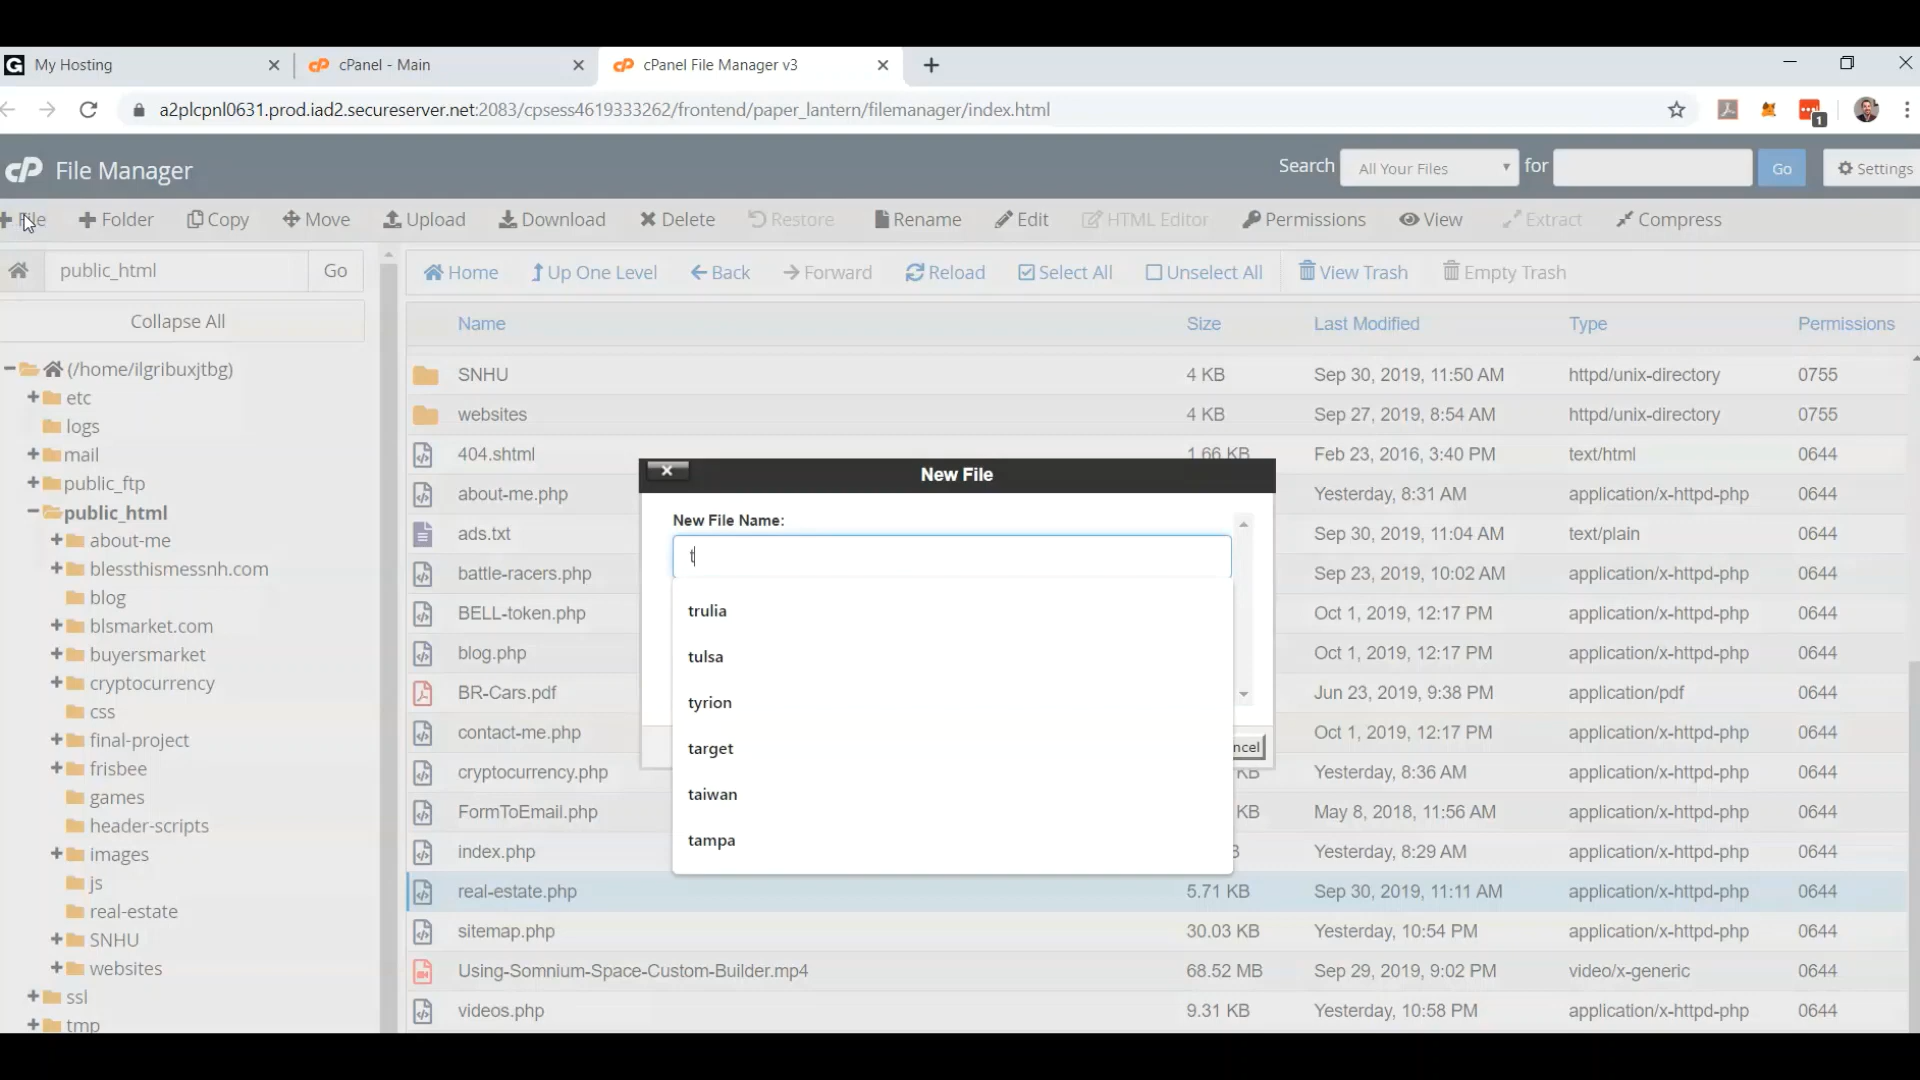 My Hosting
cPanel - Main
cPanel File Manager v3
a2plcpnl0631.prod.iad2.secureserver.net:2083/cpsess4619333262/frontend/paper_lantern/filemanager/index.html
1
cP File Manager
Search All Your Files for Go Settings
File Folder Copy Move Upload Download Delete Restore Rename Edit HTML Editor Permissions View Extract Compress
public_html Go
Home Up One Level Back Forward Reload Select All Unselect All View Trash Empty Trash
Collapse All
(/home/ilgribuxjtbg)
etc
logs
mail
public_ftp
public_html
about-me
blessthismessnh.com
blog
blsmarket.com
buyersmarket
cryptocurrency
css
final-project
frisbee
games
header-scripts
images
js
real-estate
SNHU
websites
ssl
tmp
Name Size Last Modified Type Permissions
SNHU 4 KB Sep 30, 2019, 11:50 AM httpd/unix-directory 0755
websites 4 KB Sep 27, 2019, 8:54 AM httpd/unix-directory 0755
404.shtml 1.66 KB Feb 23, 2016, 3:40 PM text/html 0644
about-me.php Yesterday, 8:31 AM application/x-httpd-php 0644
ads.txt Sep 30, 2019, 11:04 AM text/plain 0644
battle-racers.php Sep 23, 2019, 10:02 AM application/x-httpd-php 0644
BELL-token.php Oct 1, 2019, 12:17 PM application/x-httpd-php 0644
blog.php Oct 1, 2019, 12:17 PM application/x-httpd-php 0644
BR-Cars.pdf Jun 23, 2019, 9:38 PM application/pdf 0644
contact-me.php Oct 1, 2019, 12:17 PM application/x-httpd-php 0644
cryptocurrency.php KB Yesterday, 8:36 AM application/x-httpd-php 0644
FormToEmail.php KB May 8, 2018, 11:56 AM application/x-httpd-php 0644
index.php Yesterday, 8:29 AM application/x-httpd-php 0644
real-estate.php 5.71 KB Sep 30, 2019, 11:11 AM application/x-httpd-php 0644
sitemap.php 30.03 KB Yesterday, 10:54 PM application/x-httpd-php 0644
Using-Somnium-Space-Custom-Builder.mp4 68.52 MB Sep 29, 2019, 9:02 PM video/x-generic 0644
videos.php 9.31 KB Yesterday, 10:58 PM application/x-httpd-php 0644
New File
New File Name:
t
trulia
tulsa
tyrion
target
taiwan
tampa
ncel